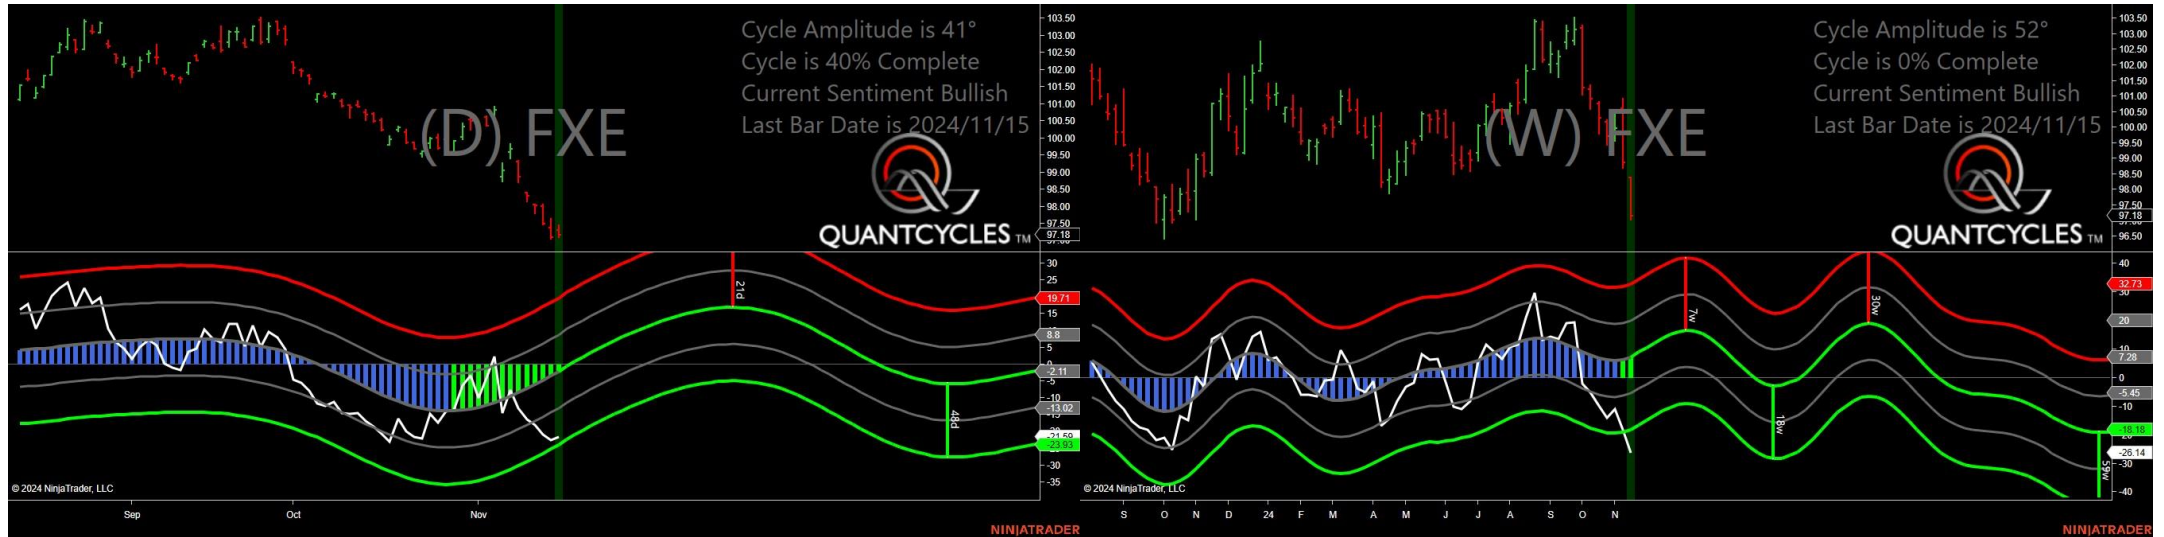 Cycle Amplitude is 41°
Cycle is 40% Complete
Current Sentiment Bullish
Last Bar Date is 2024/11/15
(D) FXE
QUANTCYCLES TM
103.50
103.00
102.50
102.00
101.50
101.00
100.50
100.00
99.50
99.00
98.50
98.00
97.50
97.18
30
25
19.71
15
8.8
5
0
-2.11
-5
-10
-13.02
-21.59
-23.93
-30
-35
21d
48d
© 2024 NinjaTrader, LLC
Sep Oct Nov
NINJATRADER
Cycle Amplitude is 52°
Cycle is 0% Complete
Current Sentiment Bullish
Last Bar Date is 2024/11/15
(W) FXE
QUANTCYCLES TM
103.50
103.00
102.50
102.00
101.50
101.00
100.50
100.00
99.50
99.00
98.50
98.00
97.50
97.18
96.50
40
32.73
30
20
10
7.28
0
-5.45
-10
-18.18
-26.14
-30
-40
7w
18w
30w
59w
© 2024 NinjaTrader, LLC
S O N D 24 F M A M J J A S O N
NINJATRADER